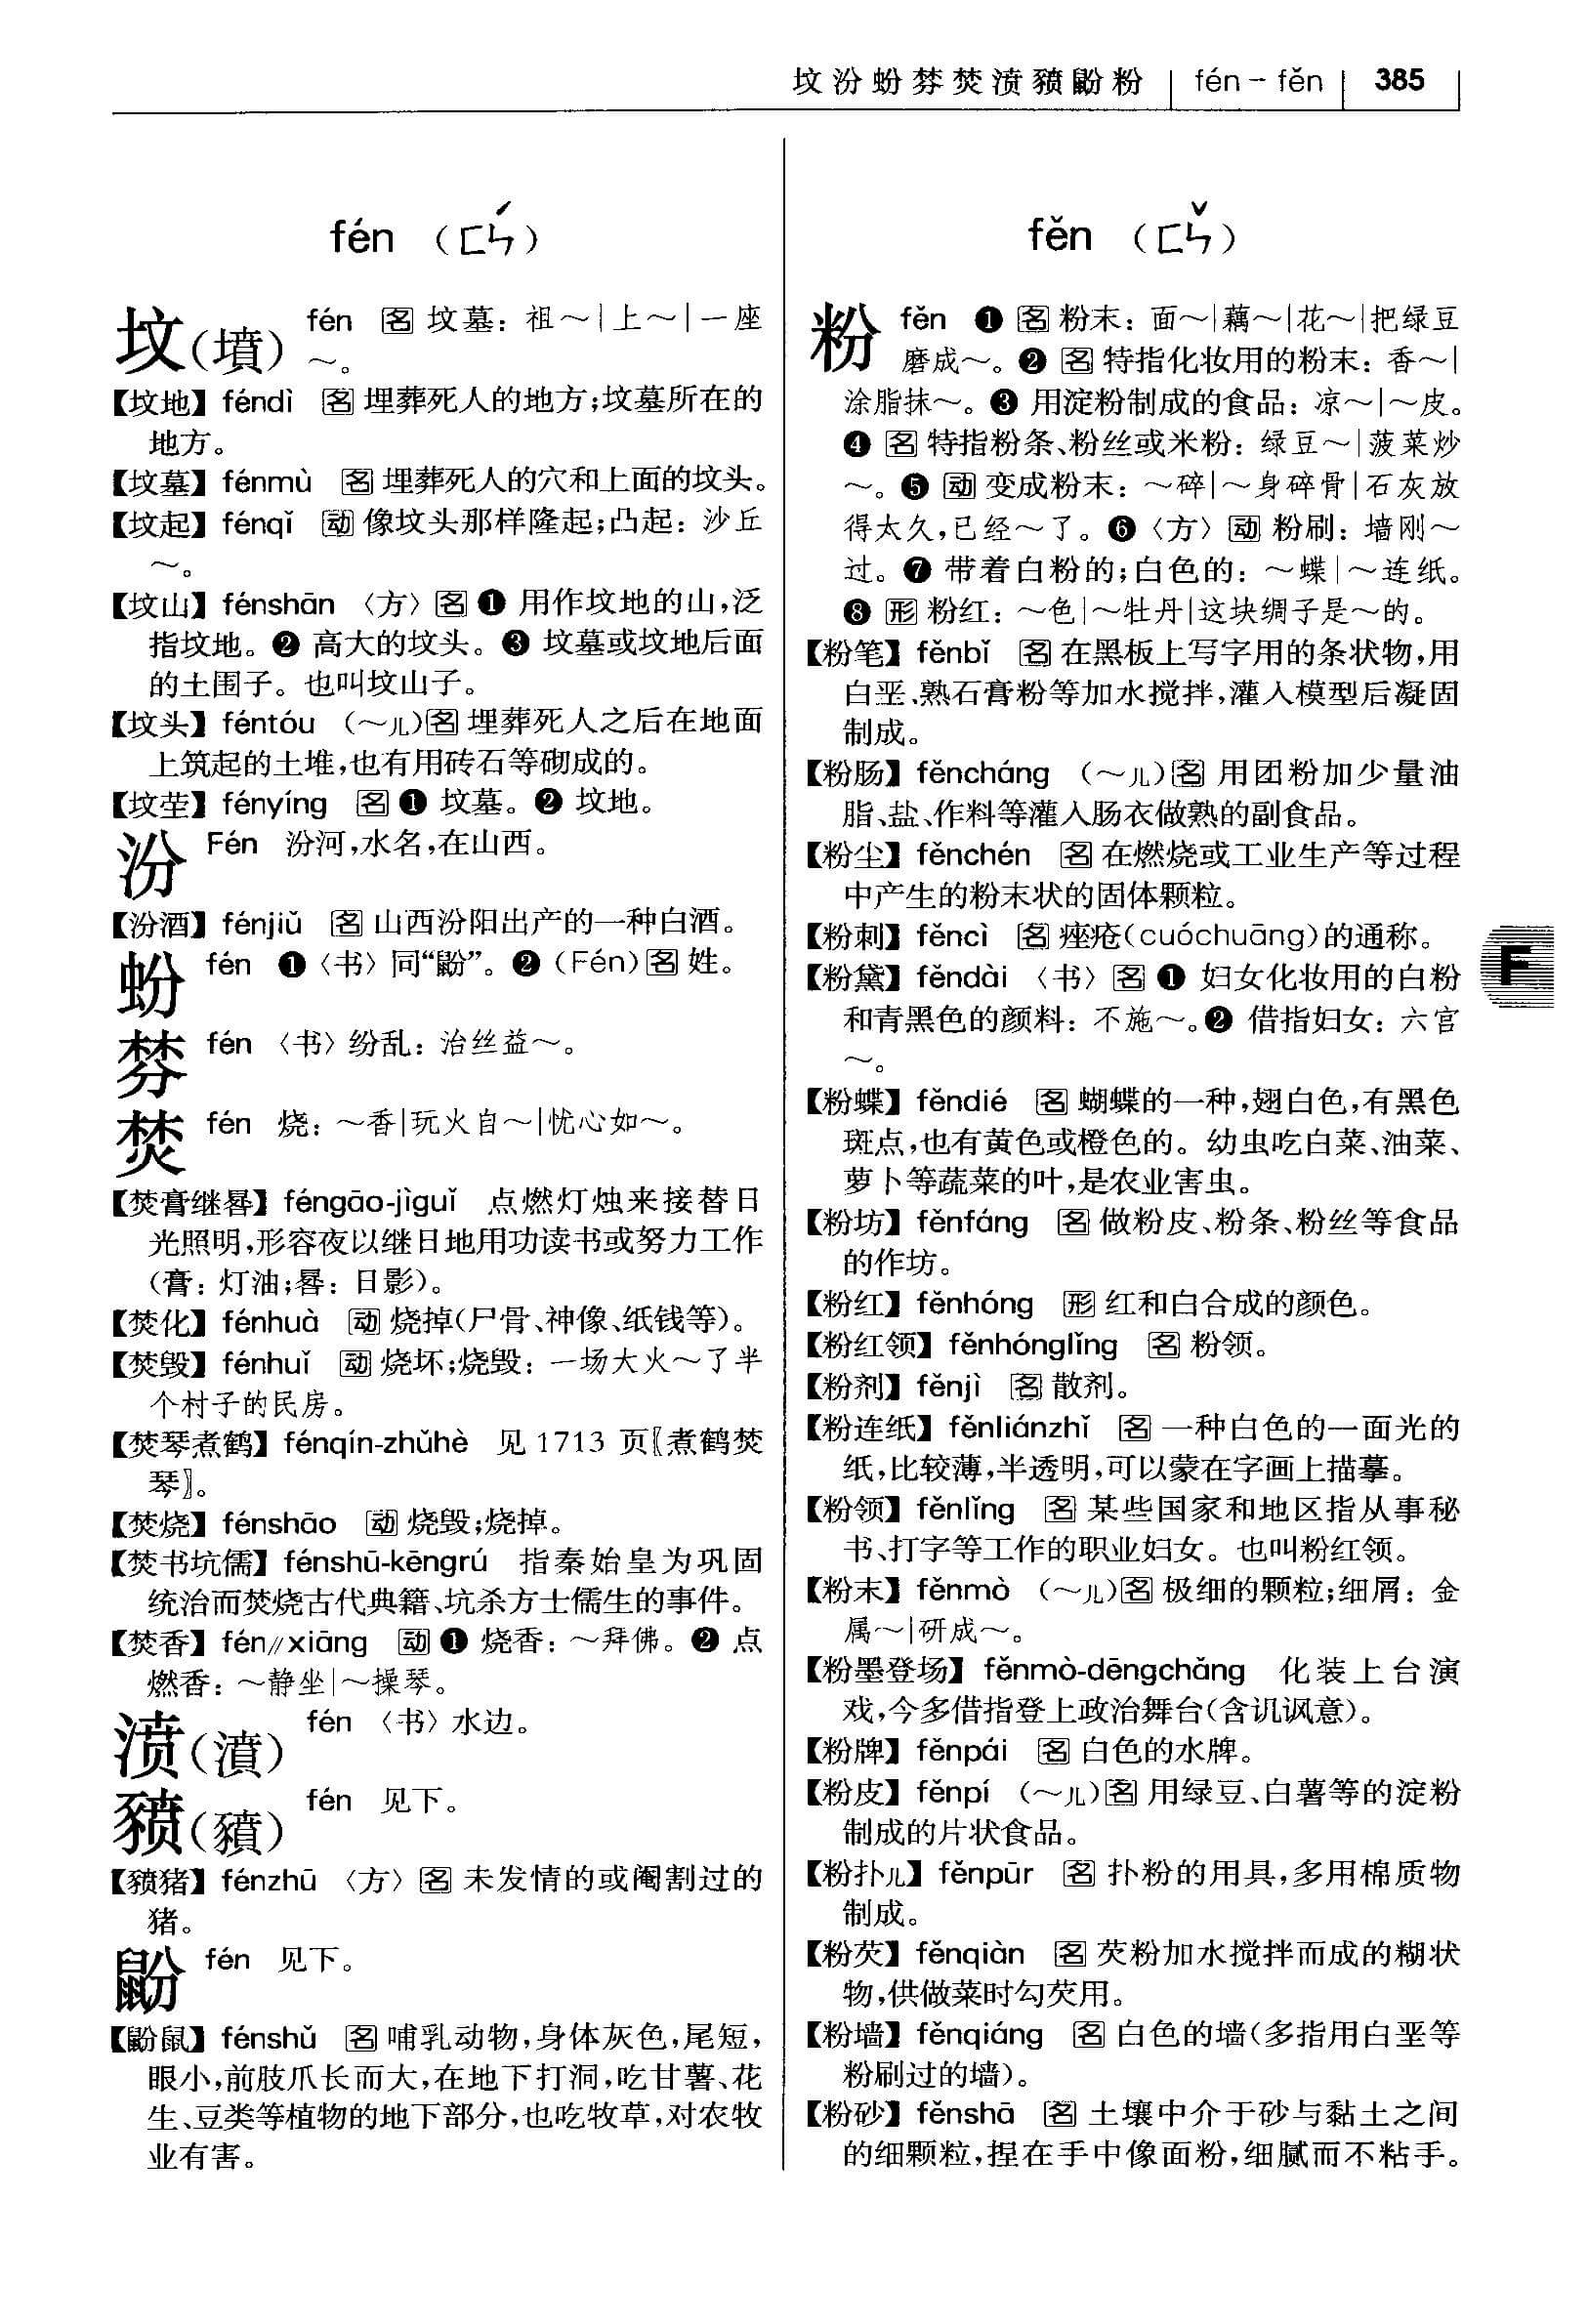 坟汾蚡棼焚渍豮鼢粉 fén－fěn 385
fén （ㄈㄣˊ）
坟（墳） fén 名 坟墓：祖～|上～|一座
～。
【坟地】féndì 名 埋葬死人的地方；坟墓所在的
地方。
【坟墓】fénmù 名 埋葬死人的穴和上面的坟头。
【坟起】fénqǐ 动 像坟头那样隆起；凸起：沙丘
～。
【坟山】fénshān 〈方〉名 ❶ 用作坟地的山，泛
指坟地。❷ 高大的坟头。❸ 坟墓或坟地后面
的土围子。也叫坟山子。
【坟头】féntóu （～儿）名 埋葬死人之后在地面
上筑起的土堆，也有用砖石等砌成的。
【坟茔】fényíng 名 ❶ 坟墓。❷ 坟地。
汾 Fén 汾河，水名，在山西。
【汾酒】fénjiǔ 名 山西汾阳出产的一种白酒。
蚡 fén ❶〈书〉同“鼢”。❷（Fén）名 姓。
棼 fén 〈书〉纷乱：治丝益～。
焚 fén 烧：～香|玩火自～|忧心如～。
【焚膏继晷】féngāo-jìguǐ 点燃灯烛来接替日
光照明，形容夜以继日地用功读书或努力工作
（膏：灯油；晷：日影）。
【焚化】fénhuà 动 烧掉（尸骨、神像、纸钱等）。
【焚毁】fénhuǐ 动 烧坏；烧毁：一场大火～了半
个村子的民房。
【焚琴煮鹤】fénqín-zhǔhè 见 1713 页〖煮鹤焚
琴〗。
【焚烧】fénshāo 动 烧毁；烧掉。
【焚书坑儒】fénshū-kēngrú 指秦始皇为巩固
统治而焚烧古代典籍、坑杀方士儒生的事件。
【焚香】fén//xiāng 动 ❶ 烧香：～拜佛。❷ 点
燃香：～静坐|～操琴。
濆（濆） fén 〈书〉水边。
豮（豶） fén 见下。
【豮猪】fénzhū 〈方〉名 未发情的或阉割过的
猪。
鼢 fén 见下。
【鼢鼠】fénshǔ 名 哺乳动物，身体灰色，尾短，
眼小，前肢爪长而大，在地下打洞，吃甘薯、花
生、豆类等植物的地下部分，也吃牧草，对农牧
业有害。
fěn （ㄈㄣˇ）
粉 fěn ❶ 名 粉末：面～|藕～|花～|把绿豆
磨成～。❷ 名 特指化妆用的粉末：香～|
涂脂抹～。❸ 用淀粉制成的食品：凉～|～皮。
❹ 名 特指粉条、粉丝或米粉：绿豆～|菠菜炒
～。❺ 动 变成粉末：～碎|～身碎骨|石灰放
得太久，已经～了。❻〈方〉动 粉刷：墙刚～
过。❼ 带着白粉的；白色的：～蝶|～连纸。
❽ 形 粉红：～色|～牡丹|这块绸子是～的。
【粉笔】fěnbǐ 名 在黑板上写字用的条状物，用
白垩、熟石膏粉等加水搅拌，灌入模型后凝固
制成。
【粉肠】fěncháng （～儿）名 用团粉加少量油
脂、盐、作料等灌入肠衣做熟的副食品。
【粉尘】fěnchén 名 在燃烧或工业生产等过程
中产生的粉末状的固体颗粒。
【粉刺】fěncì 名 痤疮（cuóchuāng）的通称。
【粉黛】fěndài 〈书〉名 ❶ 妇女化妆用的白粉
和青黑色的颜料：不施～。❷ 借指妇女：六宫
～。
【粉蝶】fěndié 名 蝴蝶的一种，翅白色，有黑色
斑点，也有黄色或橙色的。幼虫吃白菜、油菜、
萝卜等蔬菜的叶，是农业害虫。
【粉坊】fěnfáng 名 做粉皮、粉条、粉丝等食品
的作坊。
【粉红】fěnhóng 形 红和白合成的颜色。
【粉红领】fěnhónglǐng 名 粉领。
【粉剂】fěnjì 名 散剂。
【粉连纸】fěnliánzhǐ 名 一种白色的一面光的
纸，比较薄，半透明，可以蒙在字画上描摹。
【粉领】fěnlǐng 名 某些国家和地区指从事秘
书、打字等工作的职业妇女。也叫粉红领。
【粉末】fěnmò （～儿）名 极细的颗粒；细屑：金
属～|研成～。
【粉墨登场】fěnmò-dēngchǎng 化装上台演
戏，今多借指登上政治舞台（含讥讽意）。
【粉牌】fěnpái 名 白色的水牌。
【粉皮】fěnpí （～儿）名 用绿豆、白薯等的淀粉
制成的片状食品。
【粉扑儿】fěnpūr 名 扑粉的用具，多用棉质物
制成。
【粉芡】fěnqiàn 名 芡粉加水搅拌而成的糊状
物，供做菜时勾芡用。
【粉墙】fěnqiáng 名 白色的墙（多指用白垩等
粉刷过的墙）。
【粉砂】fěnshā 名 土壤中介于砂与黏土之间
的细颗粒，捏在手中像面粉，细腻而不粘手。
F